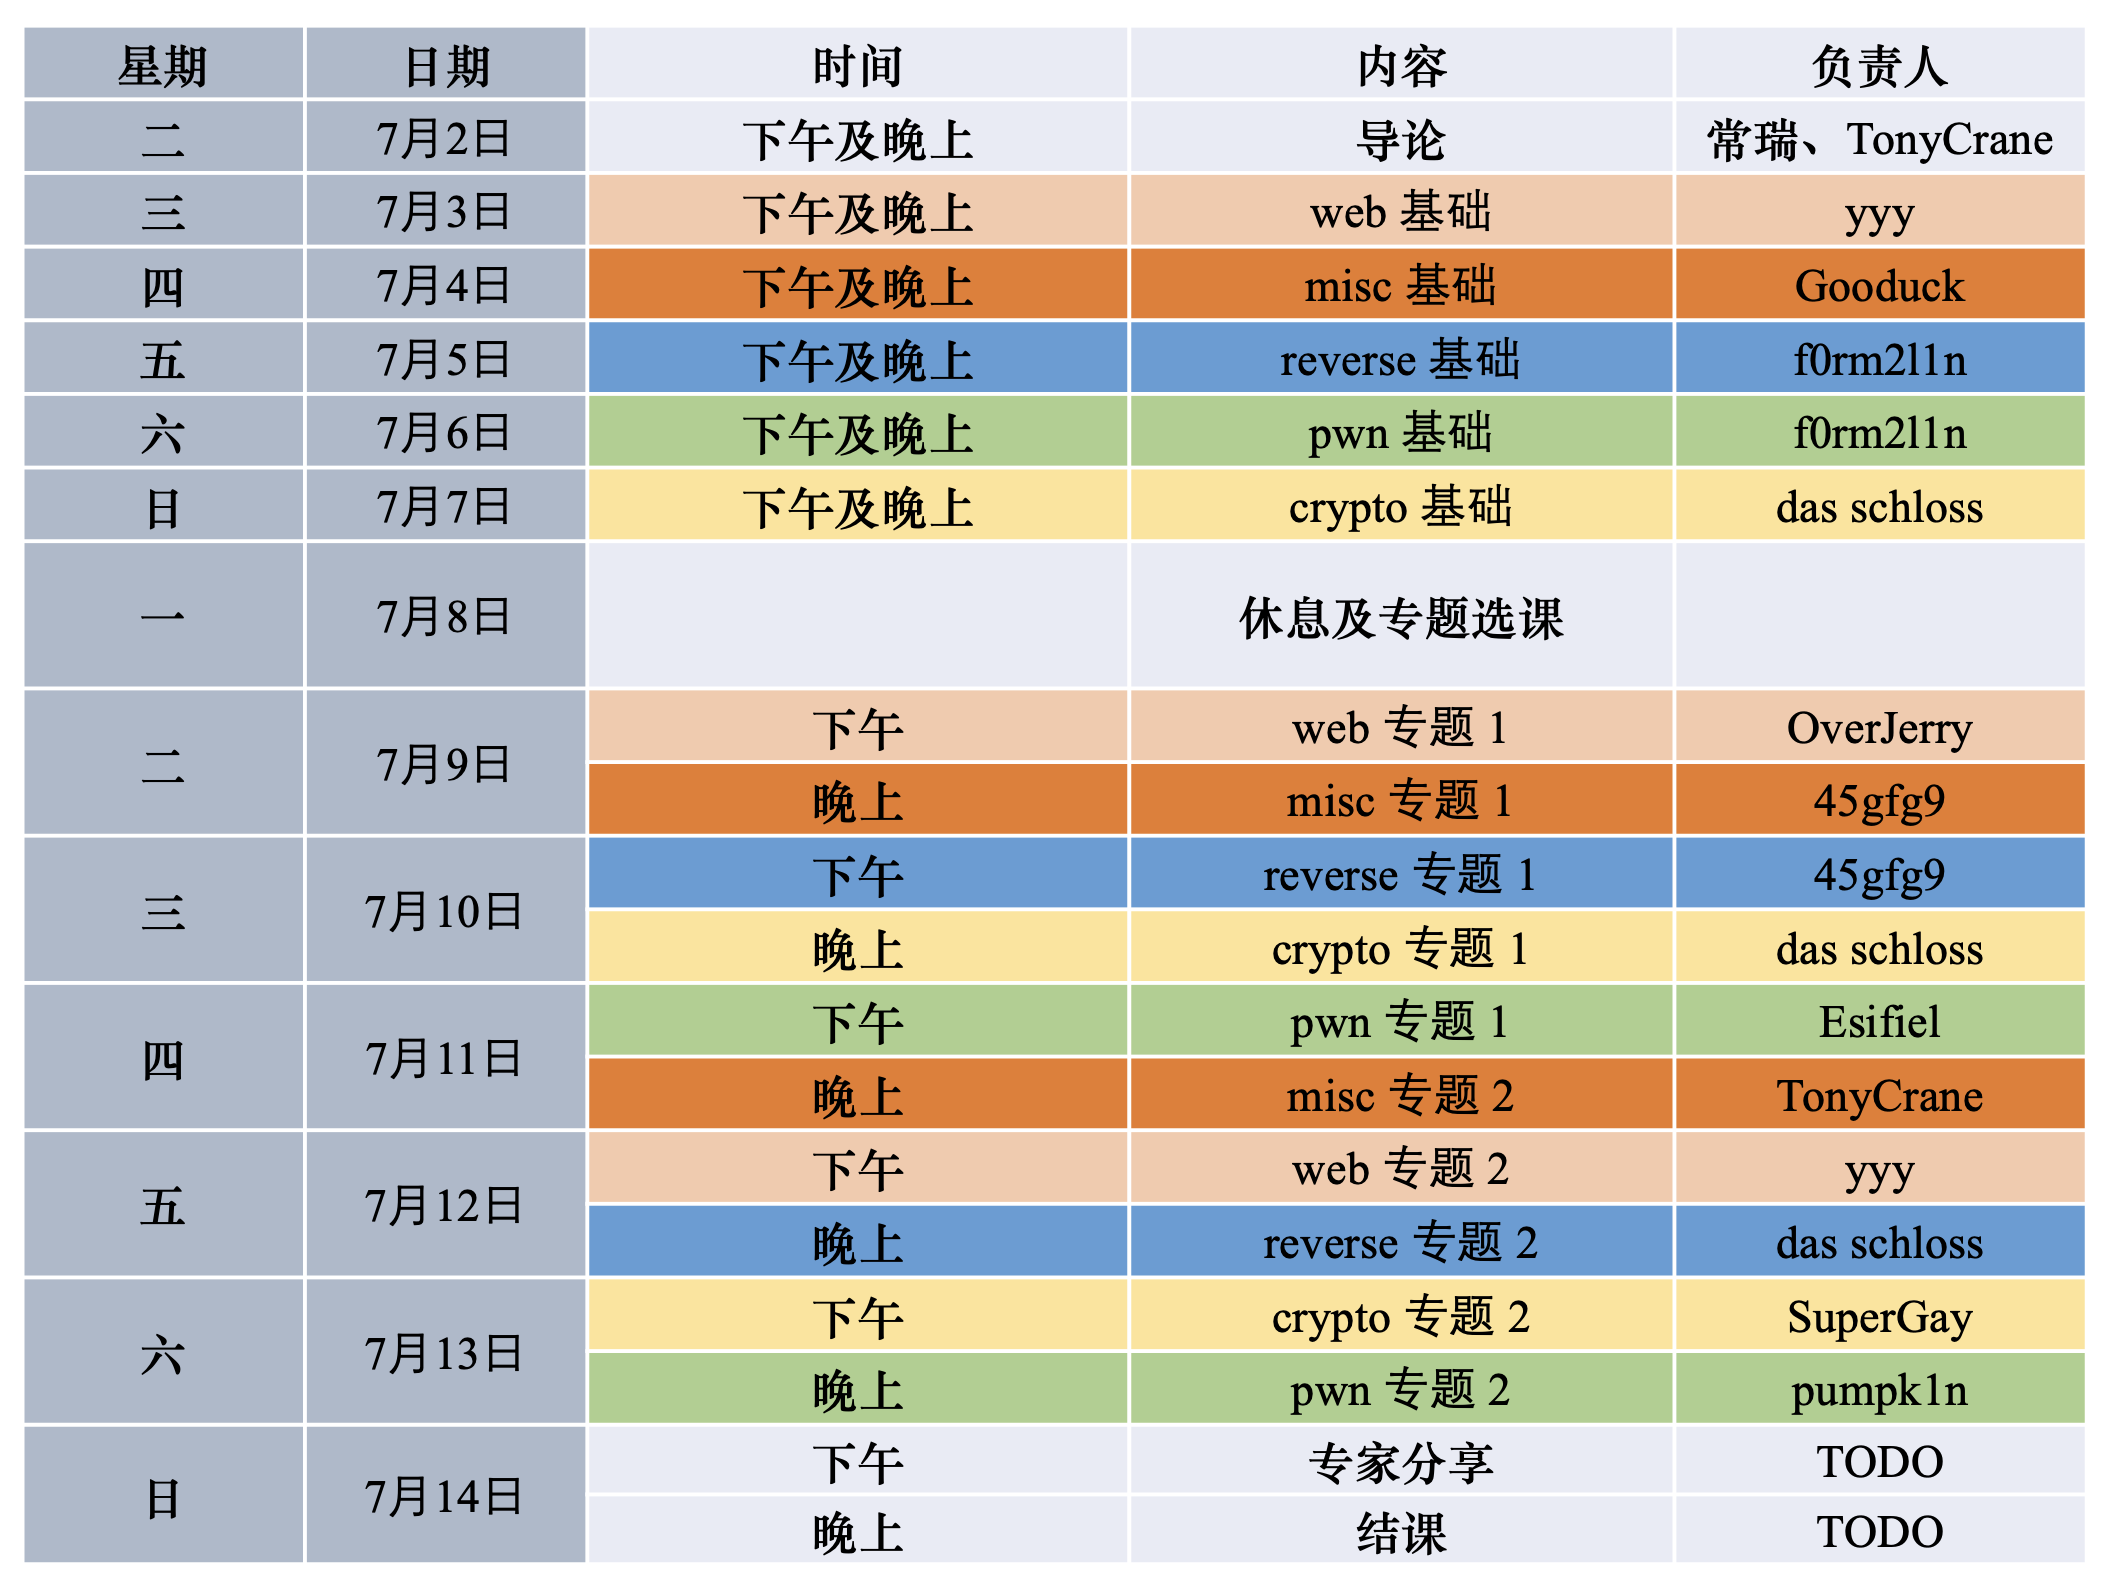 星期 日期 时间 内容 负责人
二 7月2日 下午及晚上 导论 常瑞、TonyCrane
三 7月3日 下午及晚上 web 基础 yyy
四 7月4日 下午及晚上 misc 基础 Gooduck
五 7月5日 下午及晚上 reverse 基础 f0rm2l1n
六 7月6日 下午及晚上 pwn 基础 f0rm2l1n
日 7月7日 下午及晚上 crypto 基础 das schloss
一 7月8日 休息及专题选课
二 7月9日 下午 web 专题 1 OverJerry
晚上 misc 专题 1 45gfg9
三 7月10日 下午 reverse 专题 1 45gfg9
晚上 crypto 专题 1 das schloss
四 7月11日 下午 pwn 专题 1 Esifiel
晚上 misc 专题 2 TonyCrane
五 7月12日 下午 web 专题 2 yyy
晚上 reverse 专题 2 das schloss
六 7月13日 下午 crypto 专题 2 SuperGay
晚上 pwn 专题 2 pumpk1n
日 7月14日 下午 专家分享 TODO
晚上 结课 TODO